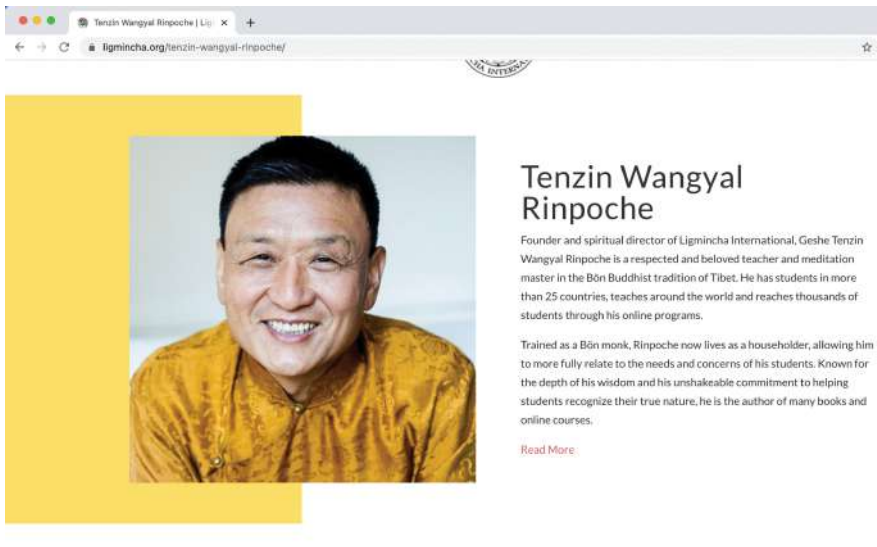 Tenzin Wangyal Rinpoche | Lig
ligmincha.org/tenzin-wangyal-rinpoche/
HA INTERNA
Tenzin Wangyal
Rinpoche
Founder and spiritual director of Ligmincha International, Geshe Tenzin
Wangyal Rinpoche is a respected and beloved teacher and meditation
master in the Bön Buddhist tradition of Tibet. He has students in more
than 25 countries, teaches around the world and reaches thousands of
students through his online programs.
Trained as a Bön monk, Rinpoche now lives as a householder, allowing him
to more fully relate to the needs and concerns of his students. Known for
the depth of his wisdom and his unshakeable commitment to helping
students recognize their true nature, he is the author of many books and
online courses.
Read More